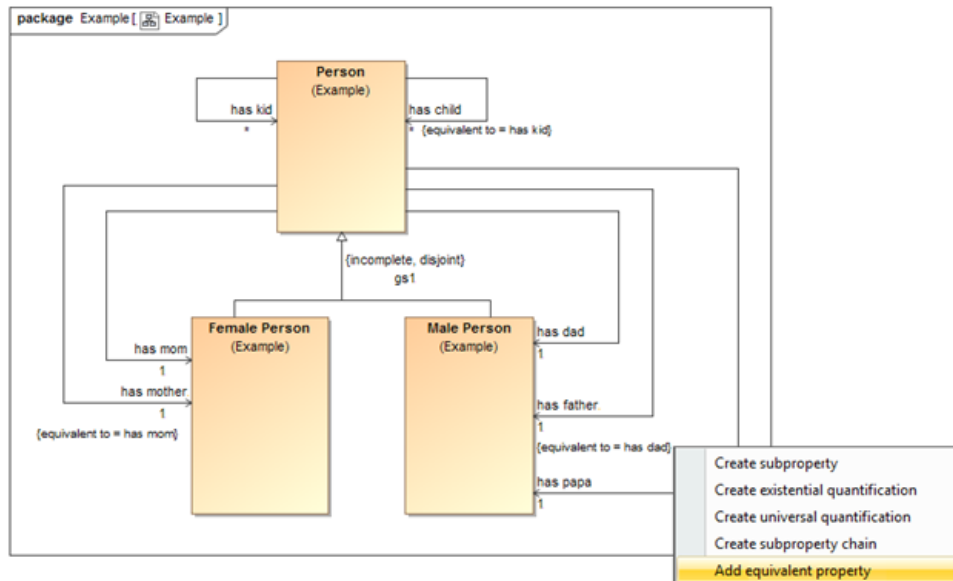 package Example [ Example ]
Person
(Example)
has kid
*
has child
* {equivalent to = has kid}
{incomplete, disjoint}
gs1
Female Person
(Example)
Male Person
(Example)
has mom
1
has mother
1
{equivalent to = has mom}
has dad
1
has father
1
{equivalent to = has dad}
has papa
1
Create subproperty
Create existential quantification
Create universal quantification
Create subproperty chain
Add equivalent property